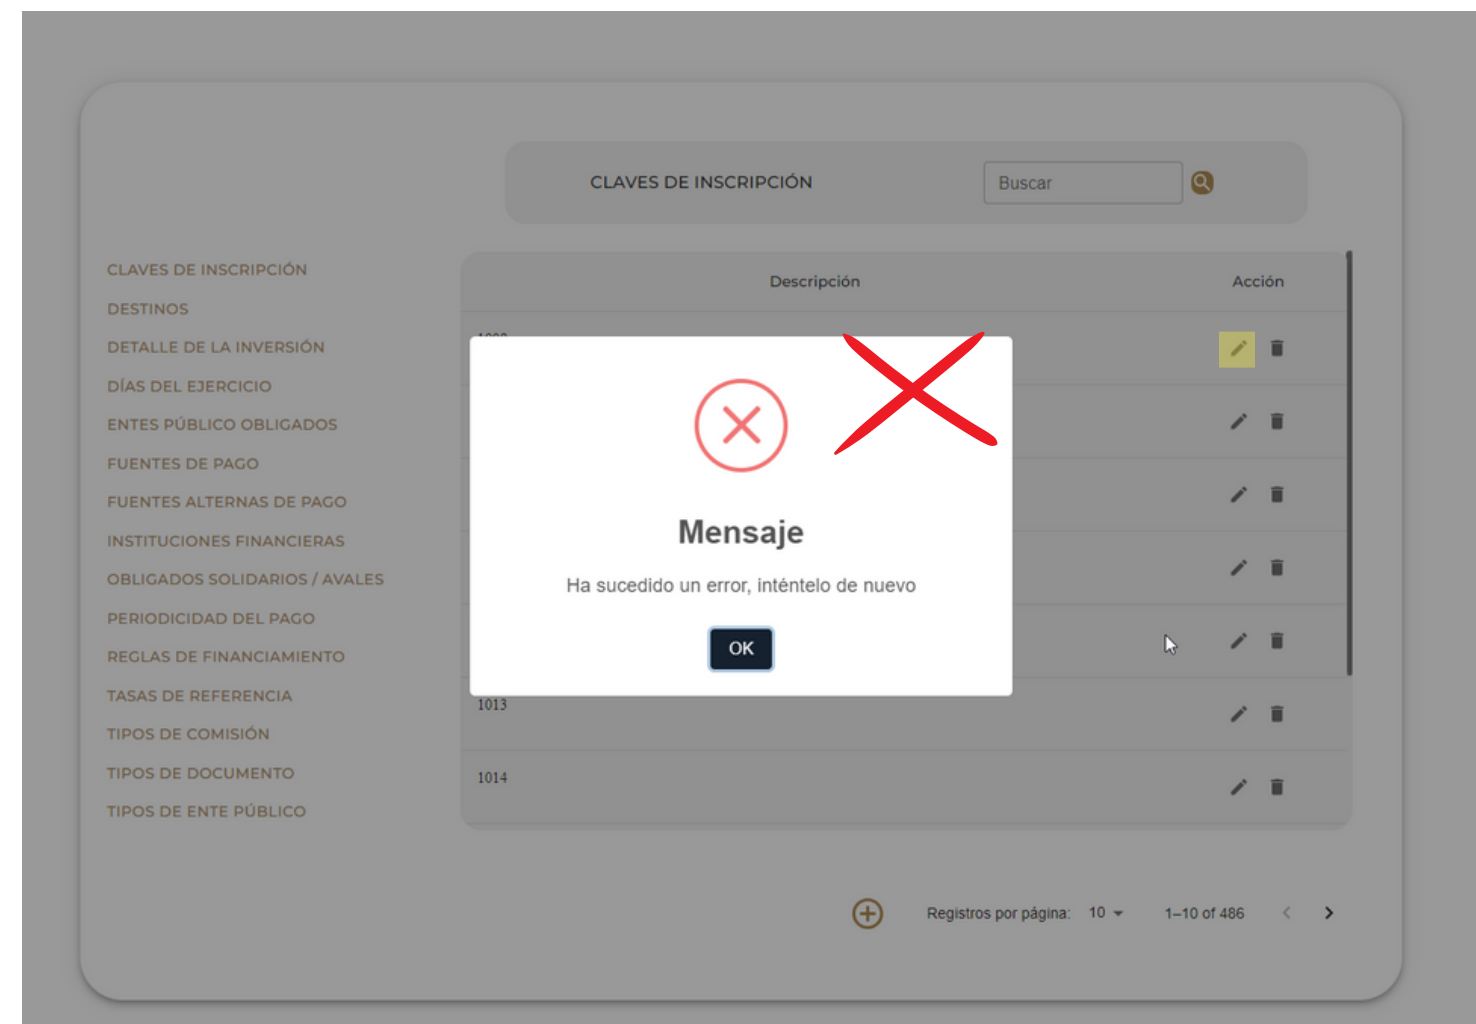 CLAVES DE INSCRIPCIÓN
Buscar
CLAVES DE INSCRIPCIÓN
DESTINOS
DETALLE DE LA INVERSIÓN
DÍAS DEL EJERCICIO
ENTES PÚBLICO OBLIGADOS
FUENTES DE PAGO
FUENTES ALTERNAS DE PAGO
INSTITUCIONES FINANCIERAS
OBLIGADOS SOLIDARIOS / AVALES
PERIODICIDAD DEL PAGO
REGLAS DE FINANCIAMIENTO
TASAS DE REFERENCIA
TIPOS DE COMISIÓN
TIPOS DE DOCUMENTO
TIPOS DE ENTE PÚBLICO
Descripción Acción
Mensaje
Ha sucedido un error, inténtelo de nuevo
OK
1013
1014
Registros por página: 10 1–10 of 486